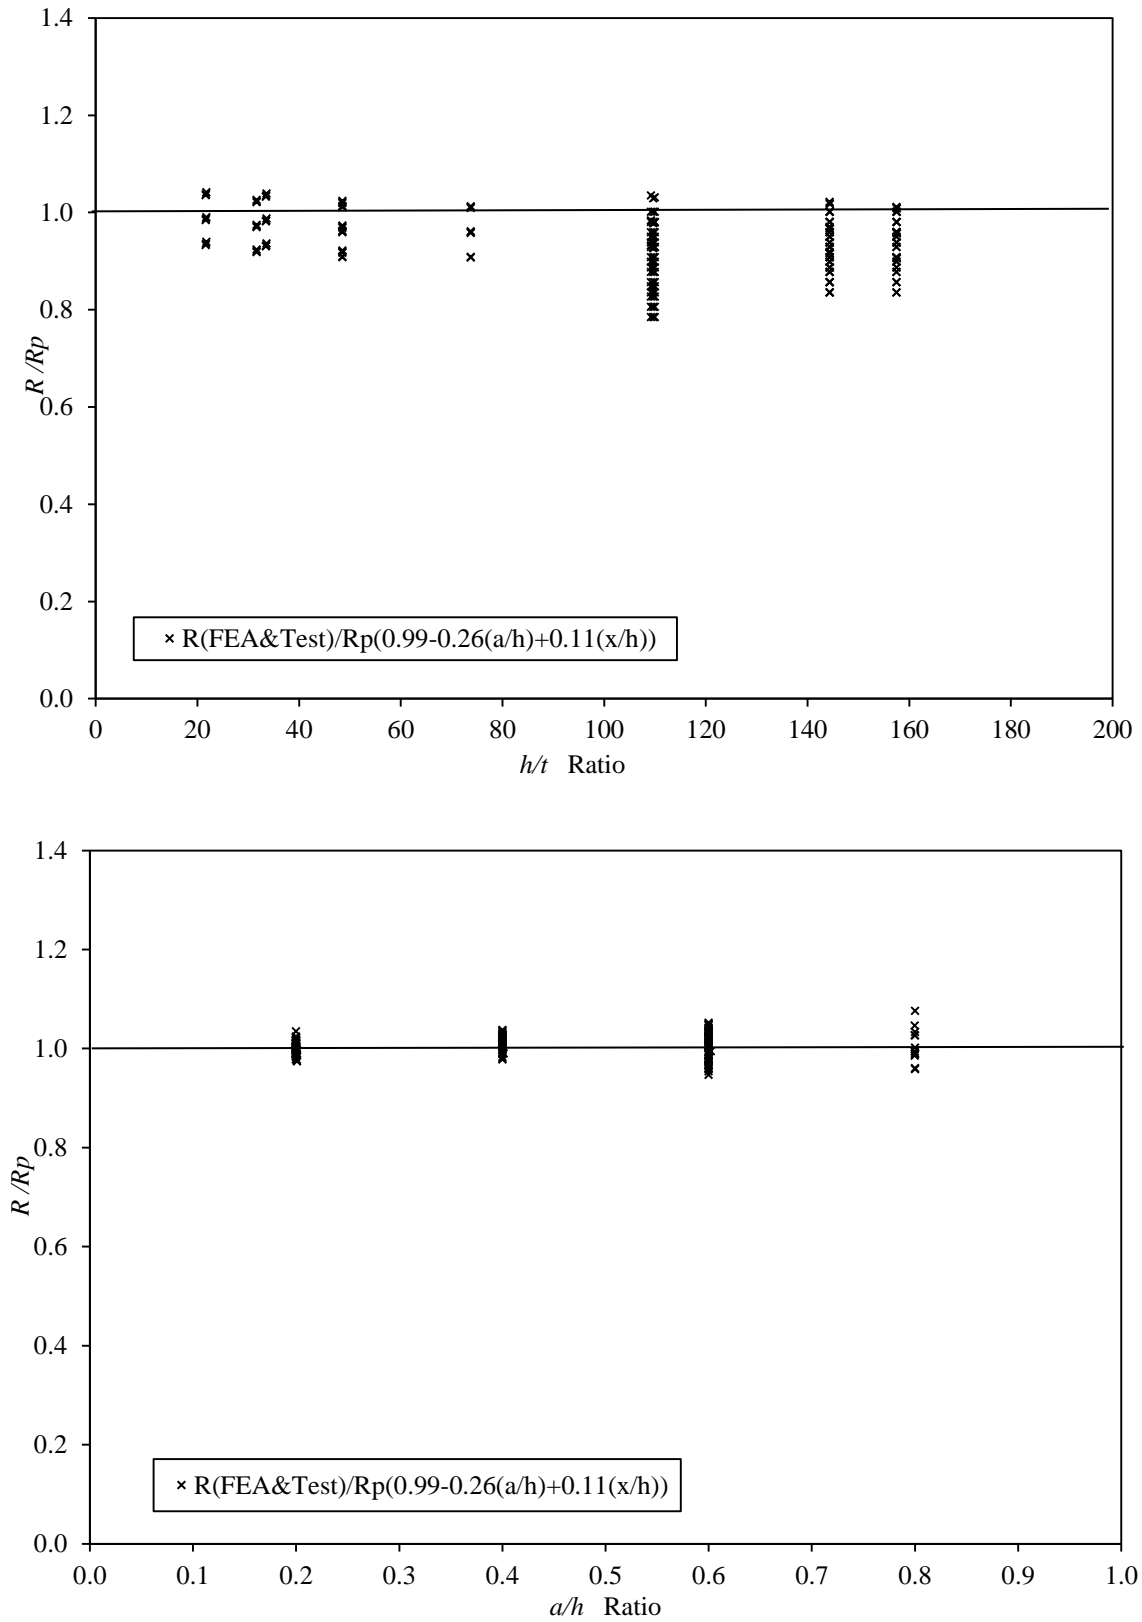 1.4
1.2
1.0
0.8
0.6
0.4
0.2
0.0
R /Rp
× R(FEA&Test)/Rp(0.99-0.26(a/h)+0.11(x/h))
0 20 40 60 80 100 120 140 160 180 200
h/t Ratio
1.4
1.2
1.0
0.8
0.6
0.4
0.2
0.0
R /Rp
× R(FEA&Test)/Rp(0.99-0.26(a/h)+0.11(x/h))
0.0 0.1 0.2 0.3 0.4 0.5 0.6 0.7 0.8 0.9 1.0
a/h Ratio